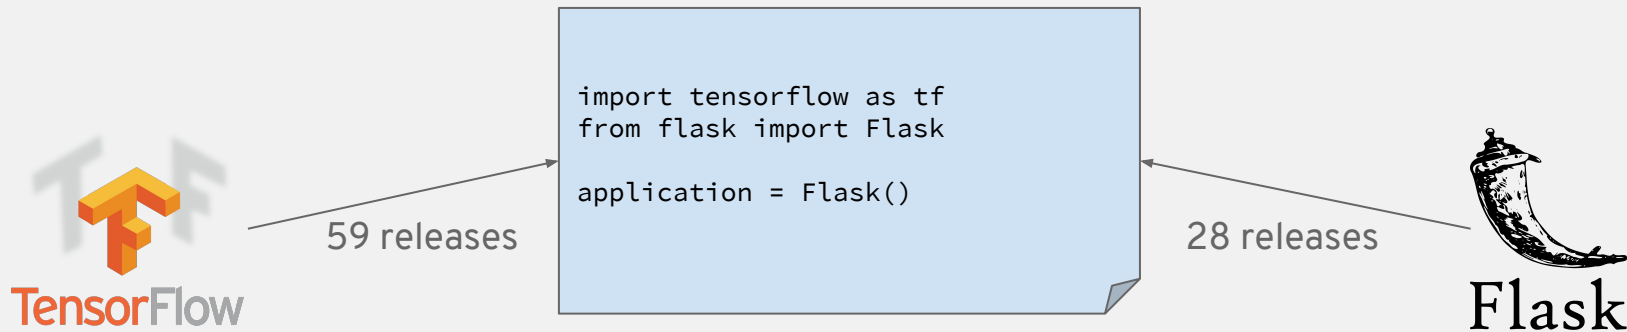 import tensorflow as tf
from flask import Flask
application = Flask()
59 releases
28 releases
TensorFlow
Flask